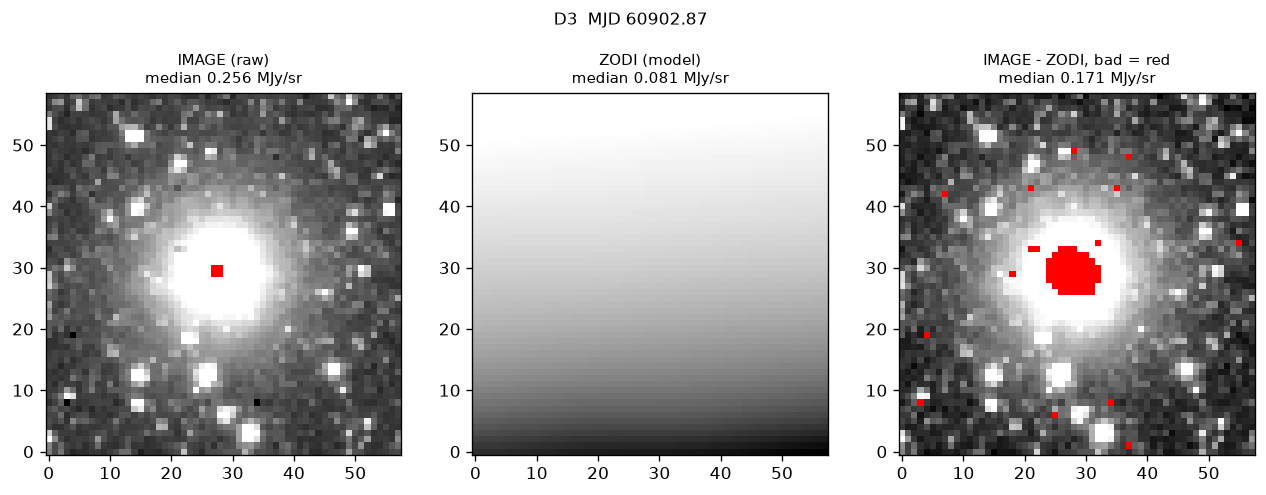 D3 MJD 60902.87
IMAGE (raw)
median 0.256 MJy/sr
ZODI (model)
median 0.081 MJy/sr
IMAGE - ZODI, bad = red
median 0.171 MJy/sr
50
40
30
20
10
0
0 10 20 30 40 50
50
40
30
20
10
0
0 10 20 30 40 50
50
40
30
20
10
0
0 10 20 30 40 50